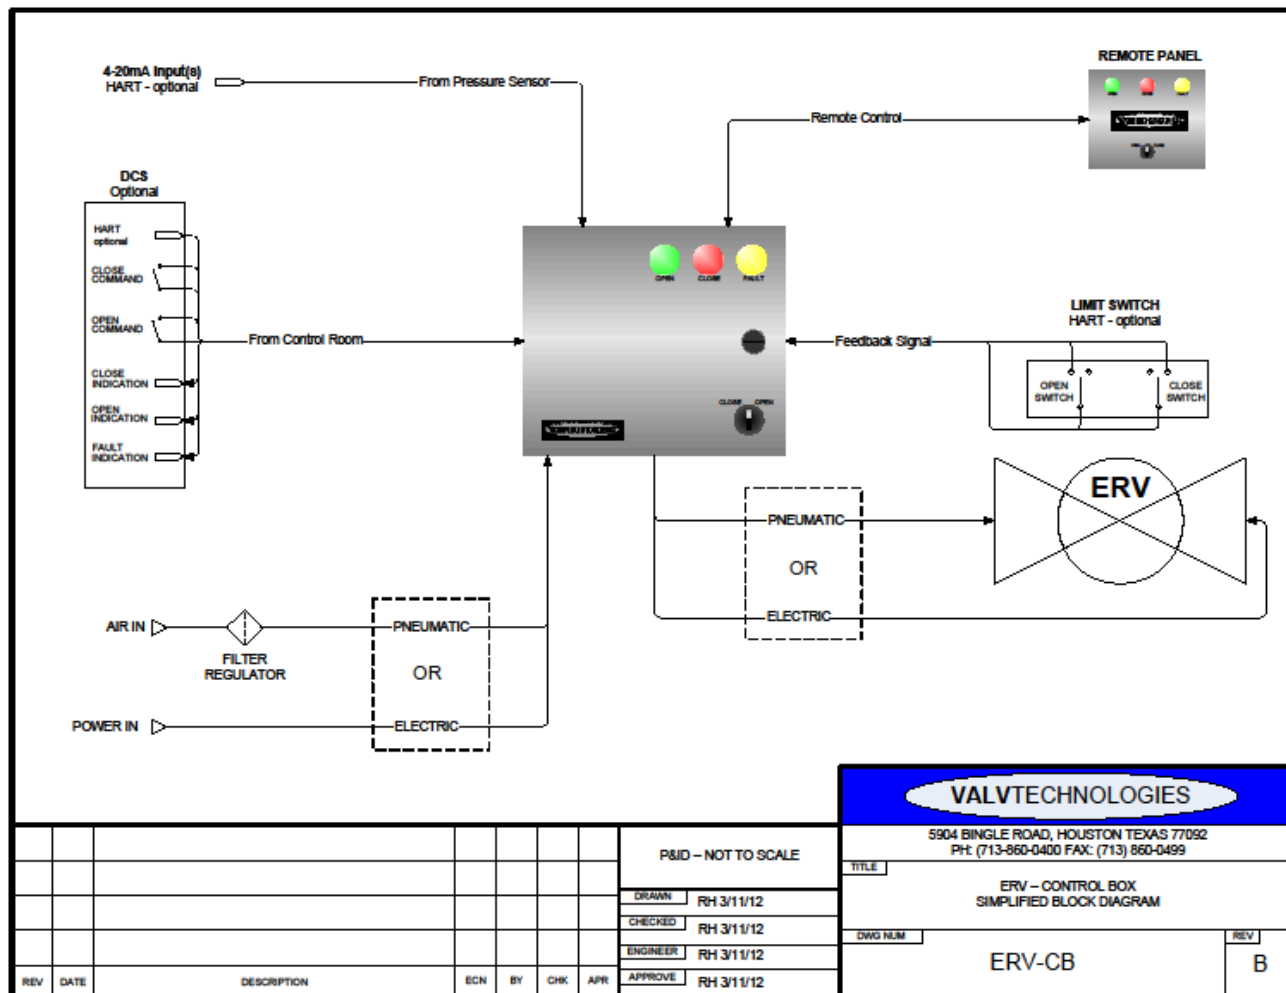 4-20mA Input(s)
HART - optional
From Pressure Sensor
REMOTE PANEL
Remote Control
DCS
Optional
HART
optional
CLOSE
COMMAND
OPEN
COMMAND
CLOSE
INDICATION
OPEN
INDICATION
FAULT
INDICATION
From Control Room
OPEN
CLOSE
FAULT
CLOSE
OPEN
Feedback Signal
LIMIT SWITCH
HART - optional
OPEN
SWITCH
CLOSE
SWITCH
ERV
PNEUMATIC
OR
ELECTRIC
AIR IN
FILTER
REGULATOR
PNEUMATIC
OR
POWER IN
ELECTRIC
VALVTECHNOLOGIES
5904 BINGLE ROAD, HOUSTON TEXAS 77092
PH: (713-860-0400 FAX: (713) 860-0499
TITLE
ERV – CONTROL BOX
SIMPLIFIED BLOCK DIAGRAM
DWG NUM
ERV-CB
REV
B
P&ID – NOT TO SCALE
DRAWN RH 3/11/12
CHECKED RH 3/11/12
ENGINEER RH 3/11/12
APPROVE RH 3/11/12
REV DATE DESCRIPTION ECN BY CHK APR